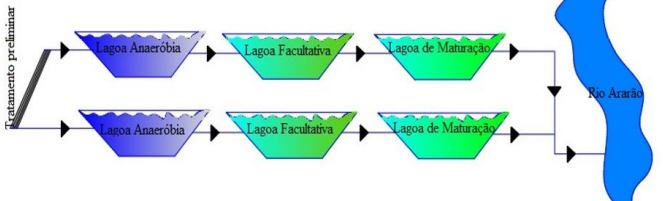 Tratamento preliminar
Lagoa Anaeróbia
Lagoa Facultativa
Lagoa de Maturação
Rio Ararão
Lagoa Anaeróbia
Lagoa Facultativa
Lagoa de Maturação